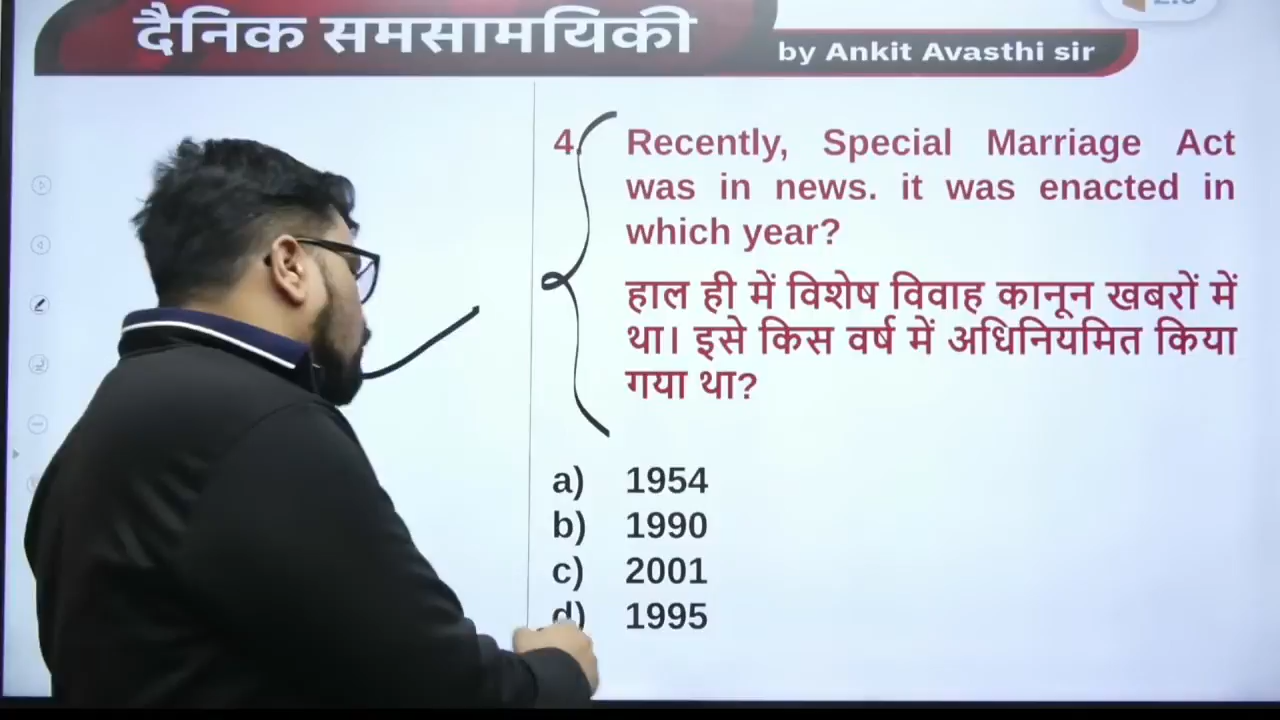 दैनिक समसामयिकी
by Ankit Avasthi sir
4. Recently, Special Marriage Act
was in news. it was enacted in
which year?
हाल ही में विशेष विवाह कानून खबरों में
था। इसे किस वर्ष में अधिनियमित किया
गया था?
a) 1954
b) 1990
c) 2001
d) 1995